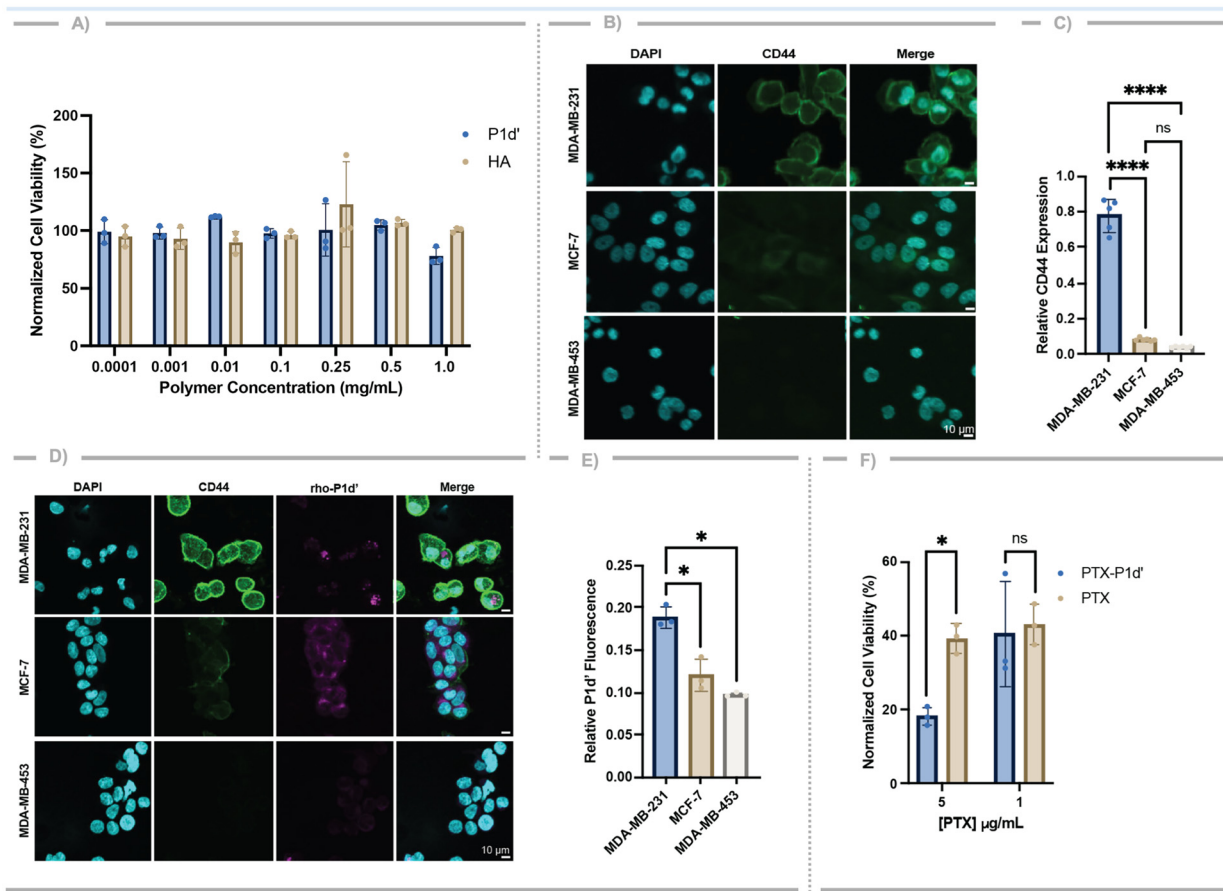 A)
Normalized Cell Viability (%)
200
150
100
50
0
0.0001 0.001 0.01 0.1 0.25 0.5 1.0
Polymer Concentration (mg/mL)
P1d'
HA
B)
DAPI CD44 Merge
MDA-MB-231
MCF-7
MDA-MB-453
10 µm
C)
****
ns
****
Relative CD44 Expression
1.0
0.8
0.6
0.4
0.2
0.0
MDA-MB-231 MCF-7 MDA-MB-453
D)
DAPI CD44 rho-P1d' Merge
MDA-MB-231
MCF-7
MDA-MB-453
10 µm
E)
*
*
Relative P1d' Fluorescence
0.20
0.15
0.10
0.05
0.00
MDA-MB-231 MCF-7 MDA-MB-453
F)
* ns
PTX-P1d'
PTX
Normalized Cell Viability (%)
60
40
20
0
5 1
[PTX] µg/mL